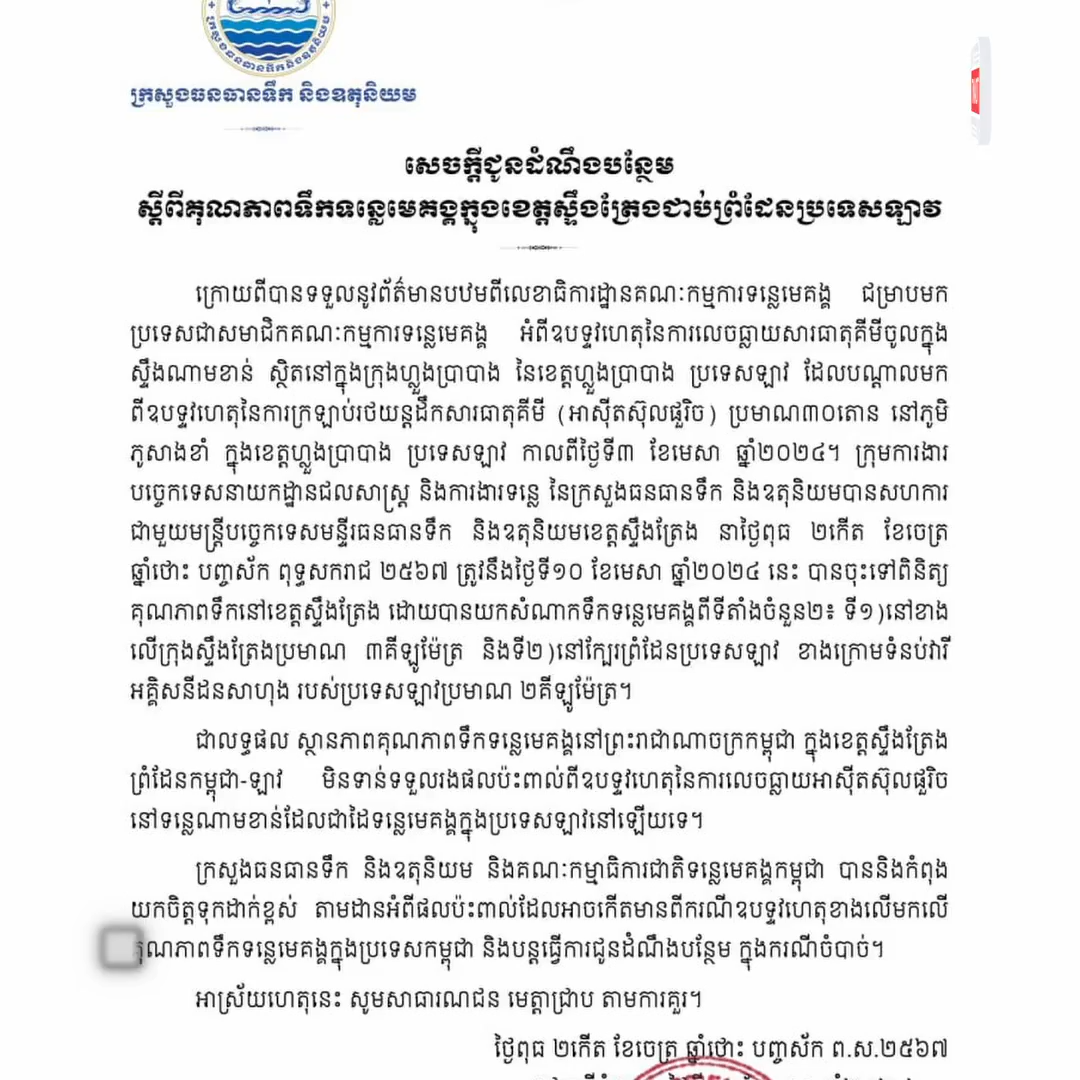 ក្រសួងធនធានទឹក និងឧតុនិយម
សេចក្តីជូនដំណឹងបន្ថែម
ស្តីពីគុណភាពទឹកទន្លេមេគង្គក្នុងខេត្តស្ទឹងត្រែងជាប់ព្រំដែនប្រទេសឡាវ
ក្រោយពីបានទទួលនូវព័ត៌មានបឋមពីលេខាធិការដ្ឋានគណៈកម្មការទន្លេមេគង្គ ជម្រាបមក
ប្រទេសជាសមាជិកគណៈកម្មការទន្លេមេគង្គ អំពីឧបទ្ទវហេតុនៃការលេចធ្លាយសារធាតុគីមីចូលក្នុង
ស្ទឹងណាមខាន់ ស្ថិតនៅក្នុងក្រុងហ្លួងប្រាបាង នៃខេត្តហ្លួងប្រាបាង ប្រទេសឡាវ ដែលបណ្តាលមក
ពីឧបទ្ទវហេតុនៃការក្រឡាប់រថយន្តដឹកសារធាតុគីមី (អាស៊ីតស៊ុលផួរិច) ប្រមាណ៣០តោន នៅភូមិ
ភូសាងខាំ ក្នុងខេត្តហ្លួងប្រាបាង ប្រទេសឡាវ កាលពីថ្ងៃទី៣ ខែមេសា ឆ្នាំ២០២៤។ ក្រុមការងារ
បច្ចេកទេសនាយកដ្ឋានជលសាស្ត្រ និងការងារទន្លេ នៃក្រសួងធនធានទឹក និងឧតុនិយមបានសហការ
ជាមួយមន្ត្រីបច្ចេកទេសមន្ទីរធនធានទឹក និងឧតុនិយមខេត្តស្ទឹងត្រែង នាថ្ងៃពុធ ២កើត ខែចេត្រ
ឆ្នាំថោះ បញ្ចស័ក ពុទ្ធសករាជ ២៥៦៧ ត្រូវនឹងថ្ងៃទី១០ ខែមេសា ឆ្នាំ២០២៤ នេះ បានចុះទៅពិនិត្យ
គុណភាពទឹកនៅខេត្តស្ទឹងត្រែង ដោយបានយកសំណាកទឹកទន្លេមេគង្គពីទីតាំងចំនួន២៖ ទី១)នៅខាង
លើក្រុងស្ទឹងត្រែងប្រមាណ ៣គីឡូម៉ែត្រ និងទី២)នៅក្បែរព្រំដែនប្រទេសឡាវ ខាងក្រោមទំនប់វារី
អគ្គិសនីដនសាហុង របស់ប្រទេសឡាវប្រមាណ ២គីឡូម៉ែត្រ។
ជាលទ្ធផល ស្ថានភាពគុណភាពទឹកទន្លេមេគង្គនៅព្រះរាជាណាចក្រកម្ពុជា ក្នុងខេត្តស្ទឹងត្រែង
ព្រំដែនកម្ពុជា-ឡាវ មិនទាន់ទទួលរងផលប៉ះពាល់ពីឧបទ្ទវហេតុនៃការលេចធ្លាយអាស៊ីតស៊ុលផួរិច
នៅទន្លេណាមខាន់ដែលជាដៃទន្លេមេគង្គក្នុងប្រទេសឡាវនៅឡើយទេ។
ក្រសួងធនធានទឹក និងឧតុនិយម និងគណៈកម្មាធិការជាតិទន្លេមេគង្គកម្ពុជា បាននិងកំពុង
យកចិត្តទុកដាក់ខ្ពស់ តាមដានអំពីផលប៉ះពាល់ដែលអាចកើតមានពីករណីឧបទ្ទវហេតុខាងលើមកលើ
គុណភាពទឹកទន្លេមេគង្គក្នុងប្រទេសកម្ពុជា និងបន្តធ្វើការជូនដំណឹងបន្ថែម ក្នុងករណីចំបាច់។
អាស្រ័យហេតុនេះ សូមសាធារណជន មេត្តាជ្រាប តាមការគួរ។
ថ្ងៃពុធ ២កើត ខែចេត្រ ឆ្នាំថោះ បញ្ចស័ក ព.ស.២៥៦៧